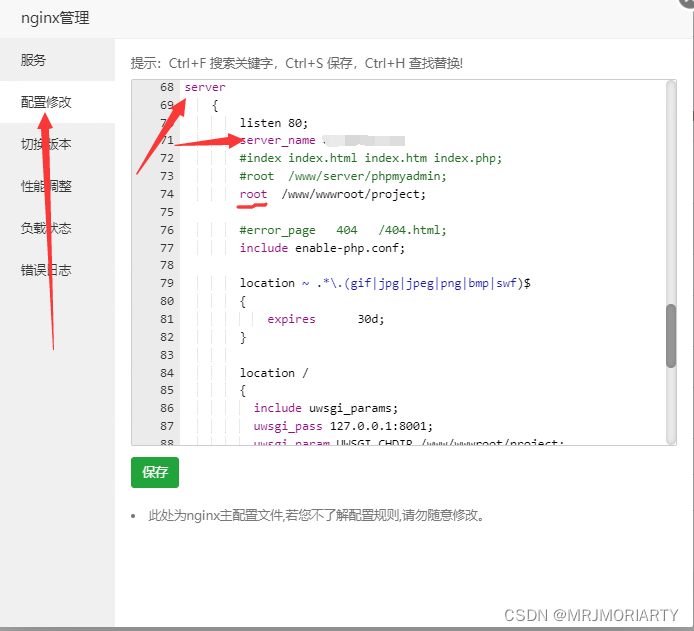 nginx管理
服务
配置修改
切换版本
性能调整
负载状态
错误日志
提示：Ctrl+F 搜索关键字，Ctrl+S 保存，Ctrl+H 查找替换!
68 server
69 {
listen 80;
71 server_name
72 #index index.html index.htm index.php;
73 #root /www/server/phpmyadmin;
74 root /www/wwwroot/project;
75
76 #error_page 404 /404.html;
77 include enable-php.conf;
78
79 location ~ .*\.(gif|jpg|jpeg|png|bmp|swf)$
80 {
81 expires 30d;
82 }
83
84 location /
85 {
86 include uwsgi_params;
87 uwsgi_pass 127.0.0.1:8001;
88 uwsgi_param UWSGI_CHDIR /www/wwwroot/project;
保存
• 此处为nginx主配置文件,若您不了解配置规则,请勿随意修改。
CSDN @MRJMORIARTY